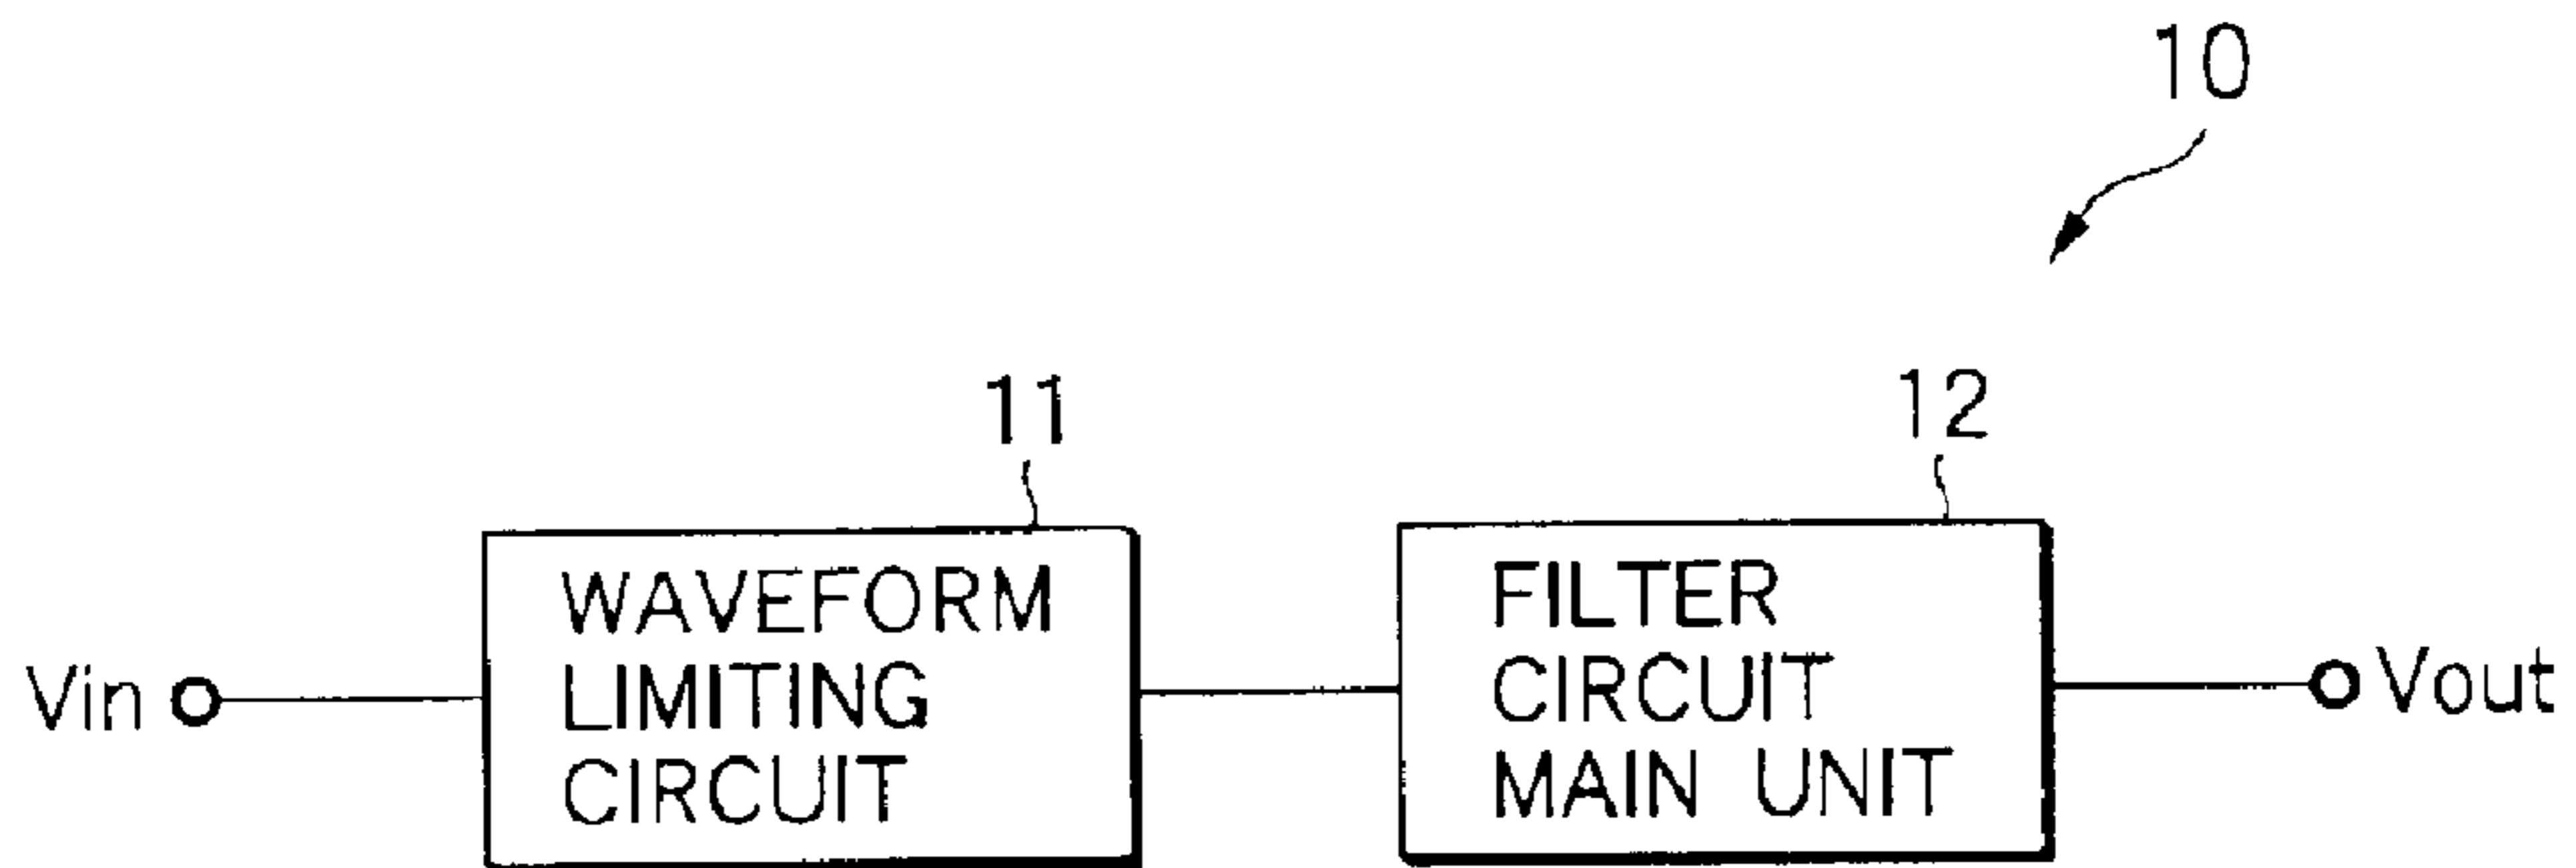 10
11
12
WAVEFORM
LIMITING
CIRCUIT
FILTER
CIRCUIT
MAIN UNIT
Vin
Vout